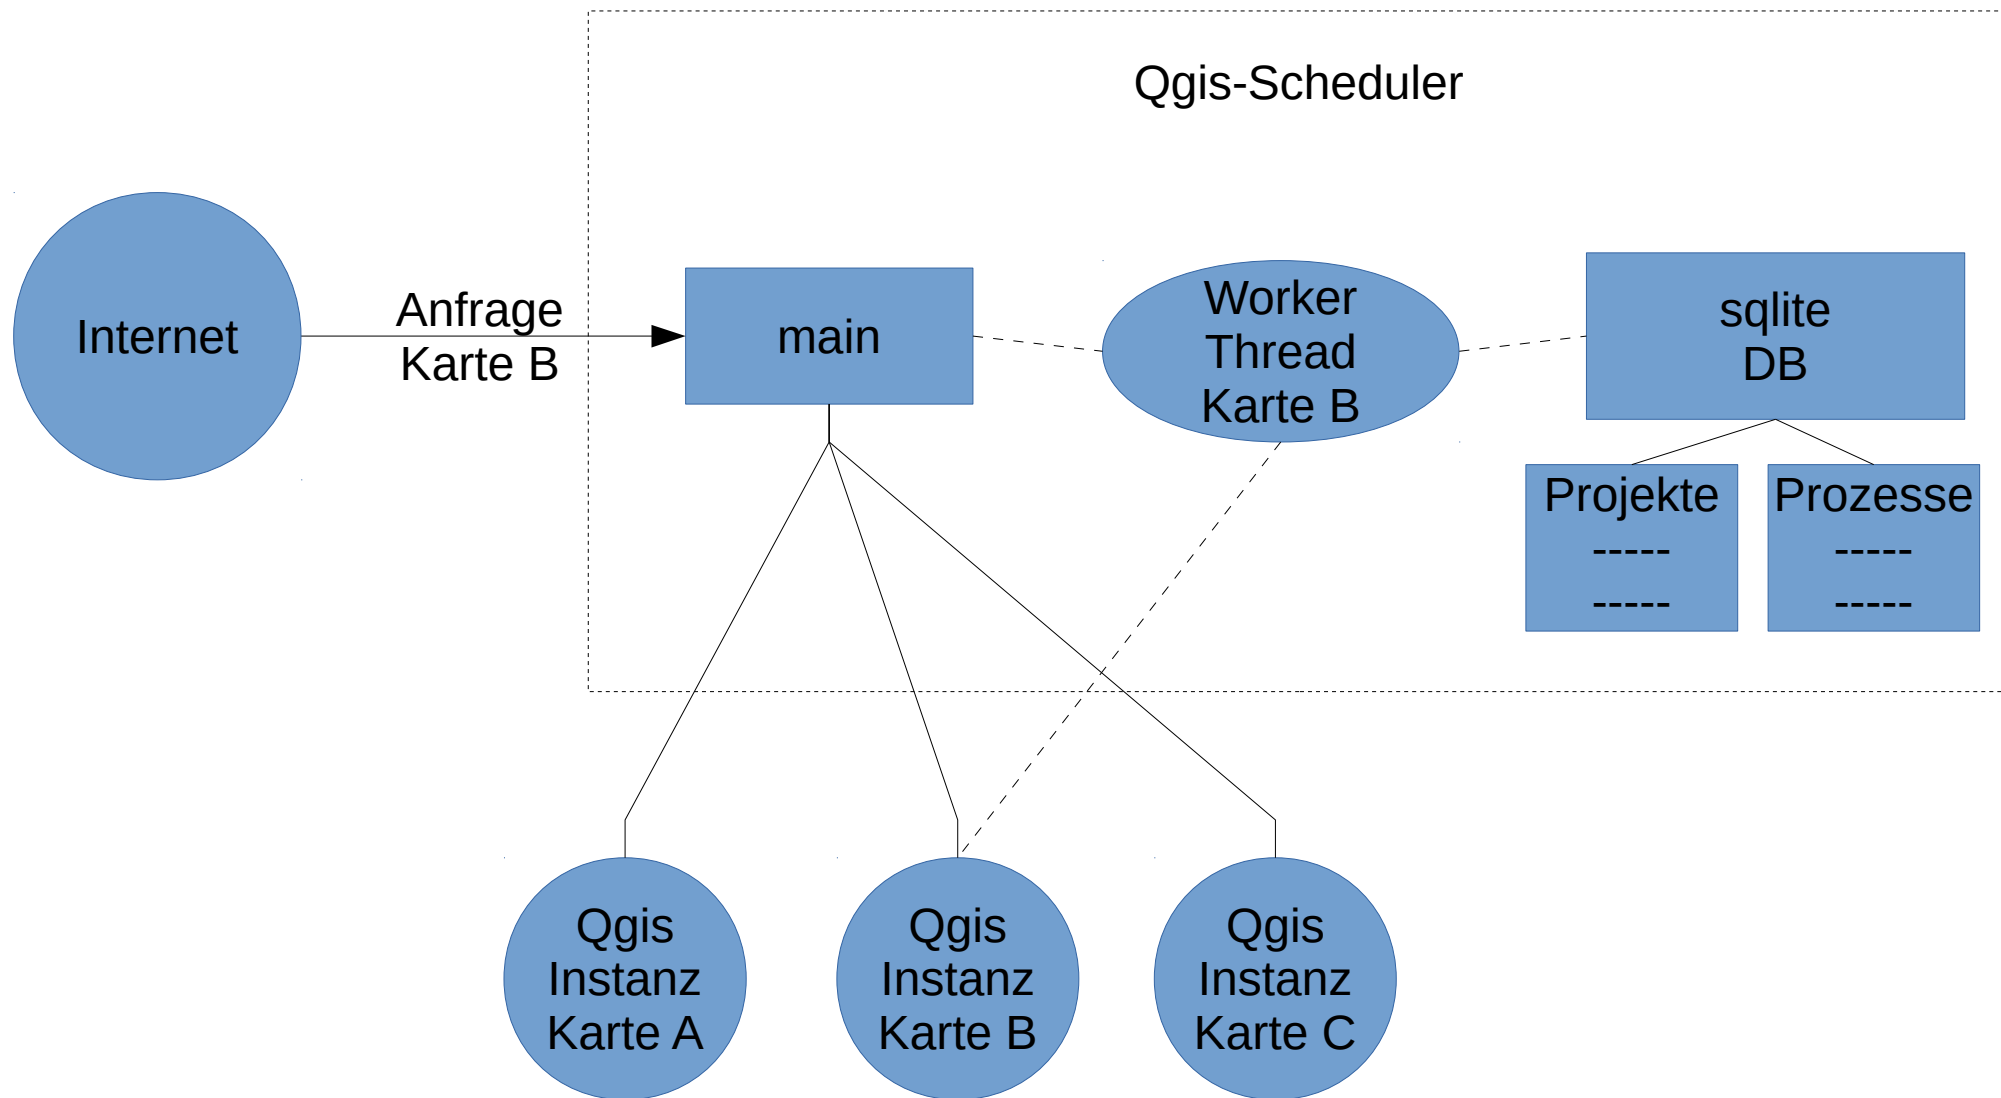 Qgis-Scheduler
Internet
Anfrage
Karte B
main
Worker
Thread
Karte B
sqlite
DB
Projekte
-----
-----
Prozesse
-----
-----
Qgis
Instanz
Karte A
Qgis
Instanz
Karte B
Qgis
Instanz
Karte C